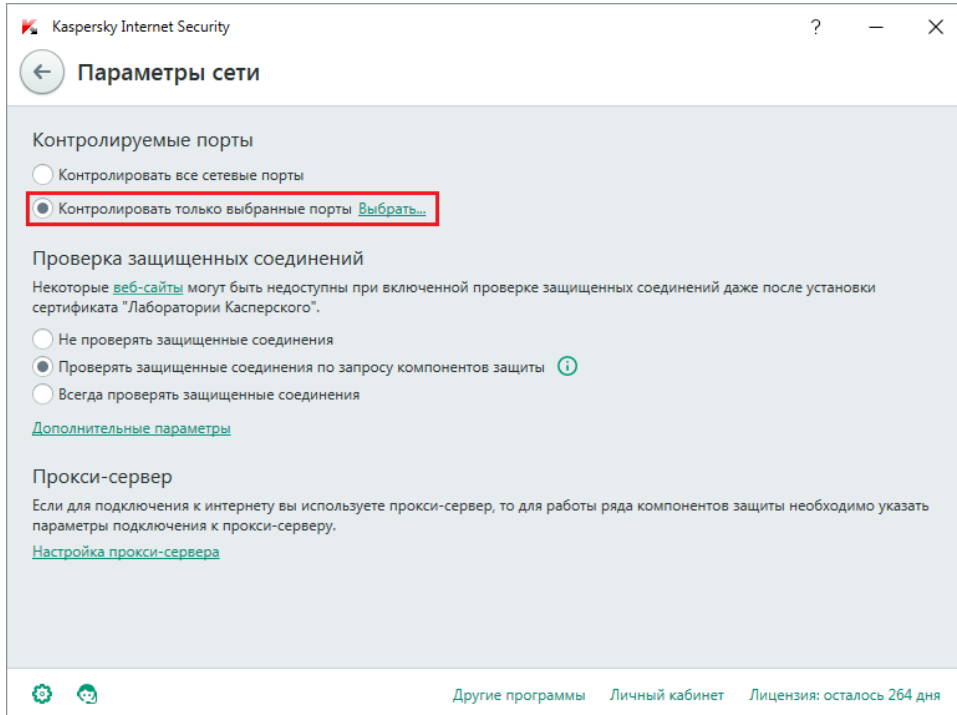 Kaspersky Internet Security
?
Параметры сети
Контролируемые порты
Контролировать все сетевые порты
Контролировать только выбранные порты Выбрать...
Проверка защищенных соединений
Некоторые веб-сайты могут быть недоступны при включенной проверке защищенных соединений даже после установки
сертификата "Лаборатории Касперского".
Не проверять защищенные соединения
Проверять защищенные соединения по запросу компонентов защиты
Всегда проверять защищенные соединения
Дополнительные параметры
Прокси-сервер
Если для подключения к интернету вы используете прокси-сервер, то для работы ряда компонентов защиты необходимо указать
параметры подключения к прокси-серверу.
Настройка прокси-сервера
Другие программы Личный кабинет Лицензия: осталось 264 дня